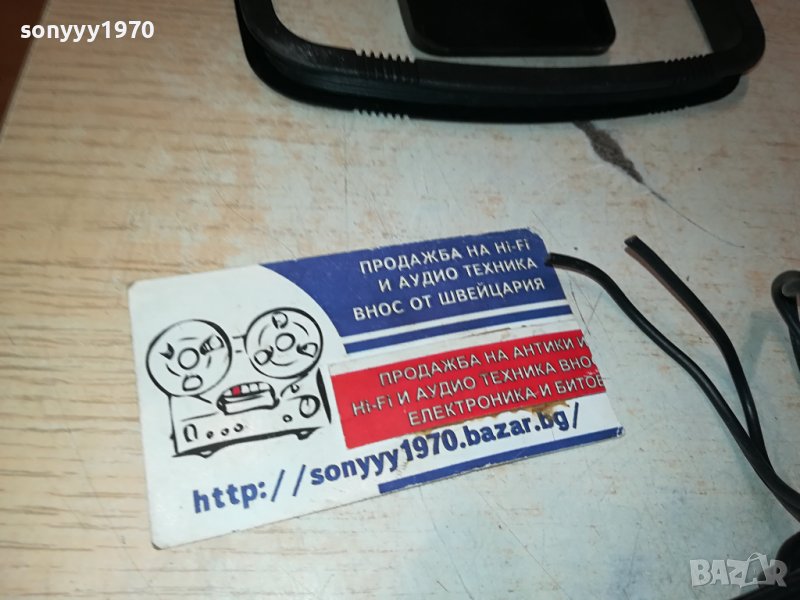 sonyyy1970
ПРОДАЖБА НА Hi-Fi
И АУДИО ТЕХНИКА
ВНОС ОТ ШВЕЙЦАРИЯ
ПРОДАЖБА НА АНТИКИ И
Hi-Fi И АУДИО ТЕХНИКА ВНО
ЕЛЕКТРОНИКА И БИТОВ
http://sonyyy1970.bazar.bg/
BAZAR